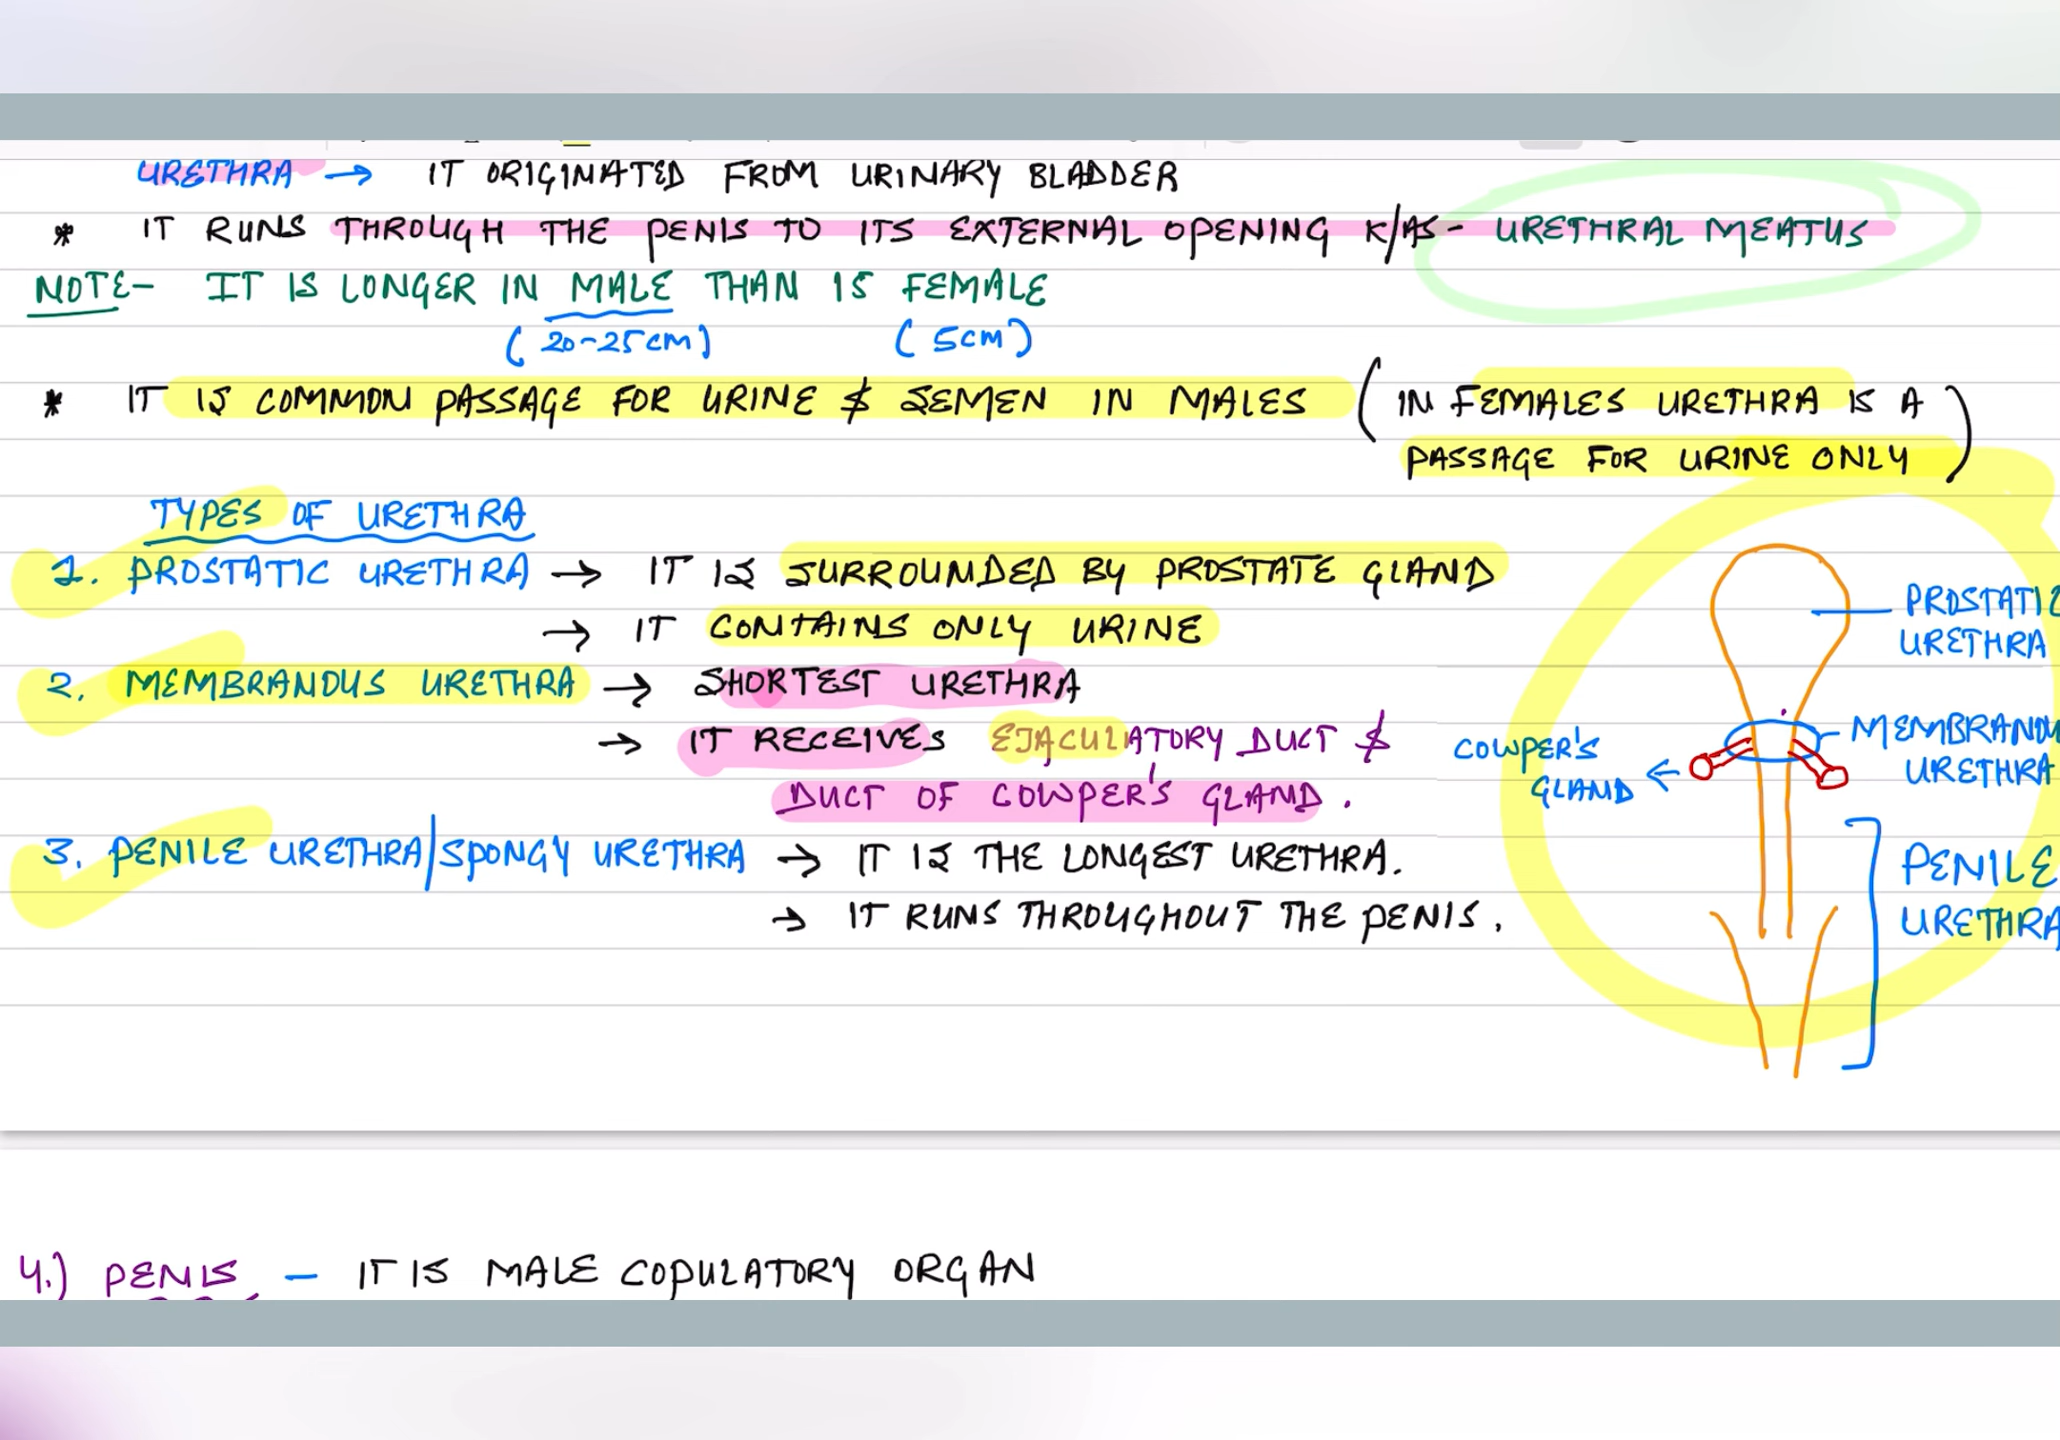 URETHRA → IT ORIGINATED FROM URINARY BLADDER
* IT RUNS THROUGH THE PENIS TO ITS EXTERNAL OPENING K/AS - URETHRAL MEATUS
NOTE - IT IS LONGER IN MALE THAN IS FEMALE
(20-25cm) (5cm)
* IT IS COMMON PASSAGE FOR URINE & SEMEN IN MALES (IN FEMALES URETHRA IS A
PASSAGE FOR URINE ONLY)
TYPES OF URETHRA
1. PROSTATIC URETHRA → IT IS SURROUNDED BY PROSTATE GLAND
→ IT CONTAINS ONLY URINE
2. MEMBRANOUS URETHRA → SHORTEST URETHRA
→ IT RECEIVES EJACULATORY DUCT &
DUCT OF COWPER'S GLAND.
3. PENILE URETHRA/SPONGY URETHRA → IT IS THE LONGEST URETHRA.
→ IT RUNS THROUGHOUT THE PENIS.
PROSTATIC
URETHRA
MEMBRANOU
URETHRA
COWPER'S
GLAND
PENILE
URETHRA
4.) PENIS - IT IS MALE COPULATORY ORGAN